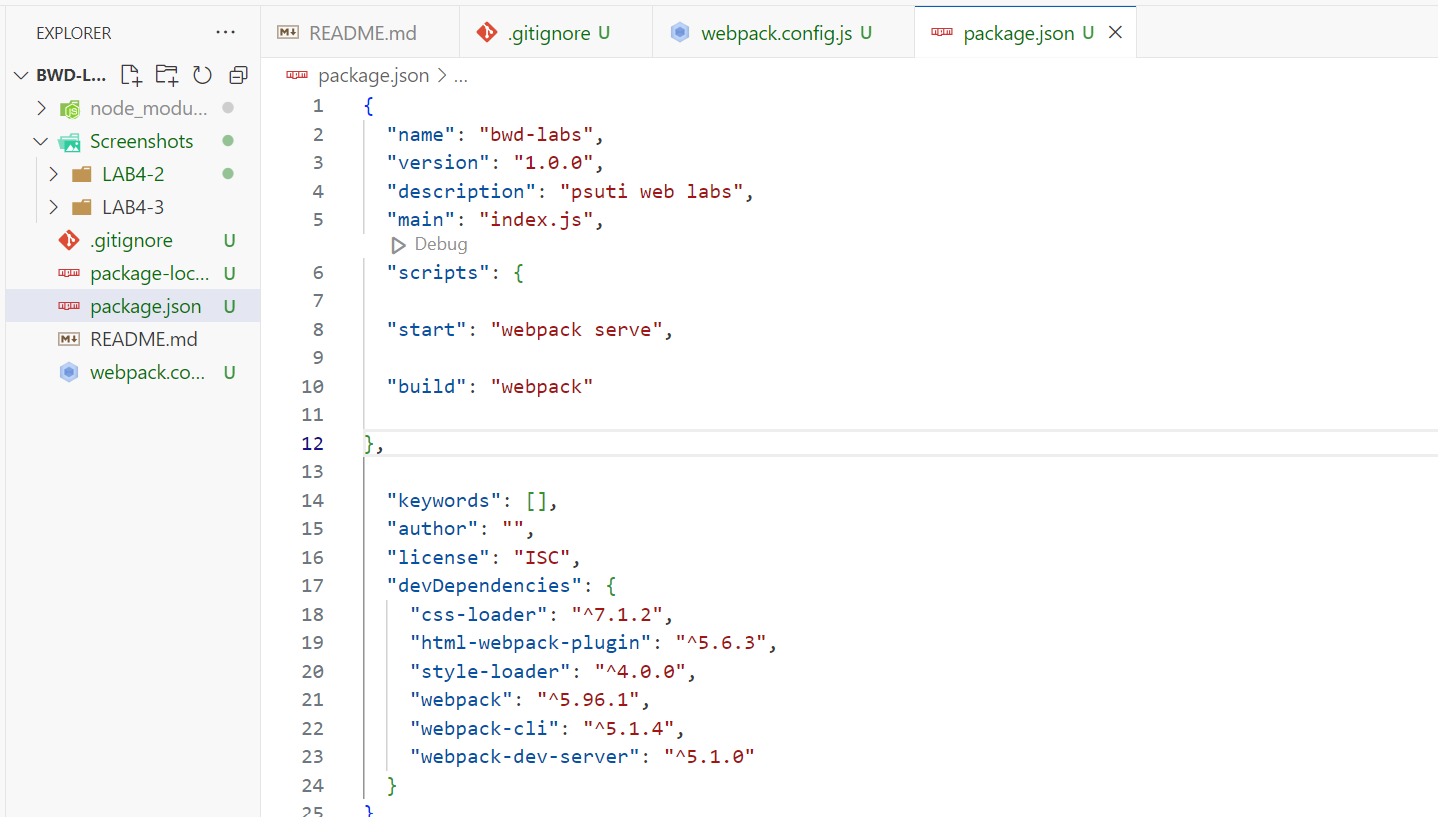 EXPLORER ...
README.md
.gitignore U
webpack.config.js U
package.json U
BWD-L...
node_modu...
Screenshots
LAB4-2
LAB4-3
.gitignore U
package-loc... U
package.json U
README.md
webpack.co... U
package.json > ...
1 {
2 "name": "bwd-labs",
3 "version": "1.0.0",
4 "description": "psuti web labs",
5 "main": "index.js",
Debug
6 "scripts": {
7
8 "start": "webpack serve",
9
10 "build": "webpack"
11
12 },
13
14 "keywords": [],
15 "author": "",
16 "license": "ISC",
17 "devDependencies": {
18 "css-loader": "^7.1.2",
19 "html-webpack-plugin": "^5.6.3",
20 "style-loader": "^4.0.0",
21 "webpack": "^5.96.1",
22 "webpack-cli": "^5.1.4",
23 "webpack-dev-server": "^5.1.0"
24 }
25 }